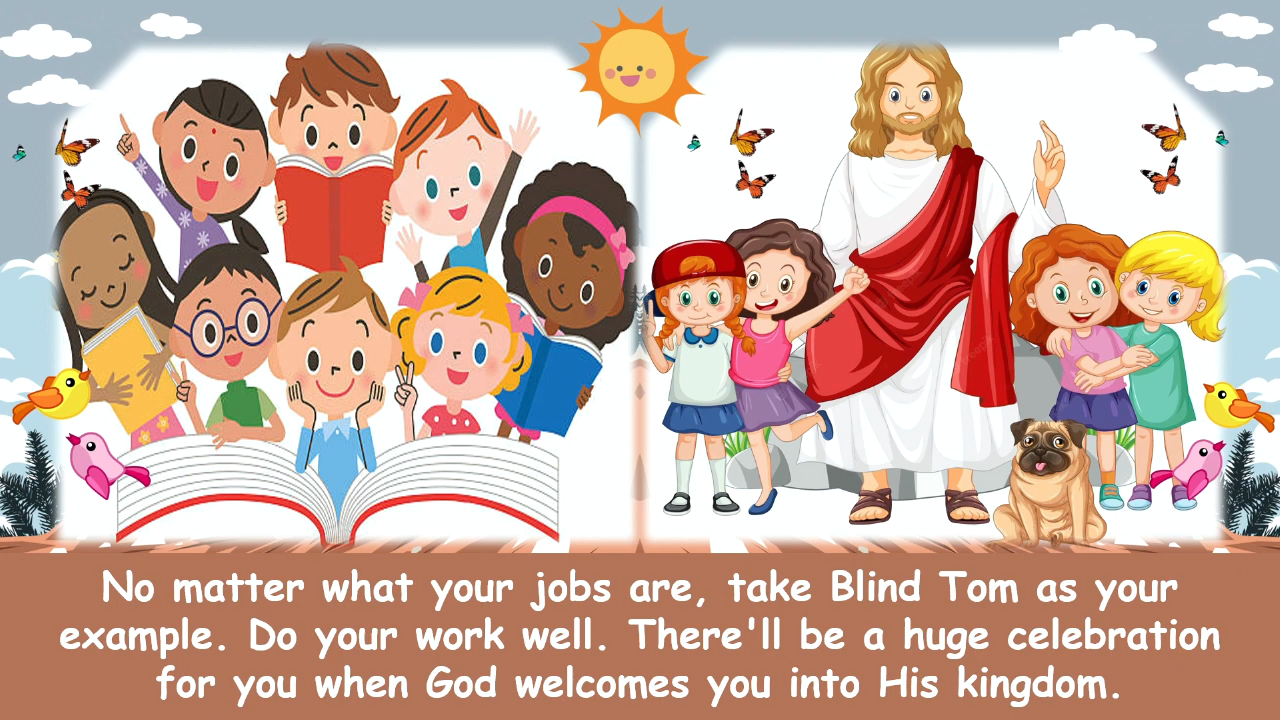 No matter what your jobs are, take Blind Tom as your
example. Do your work well. There'll be a huge celebration
for you when God welcomes you into His kingdom.